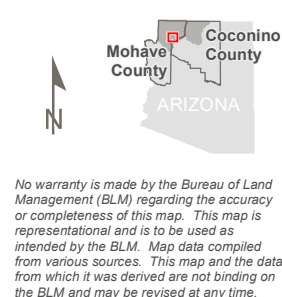 Mohave
County
Coconino
County
ARIZONA
N
No warranty is made by the Bureau of Land
Management (BLM) regarding the accuracy
or completeness of this map. This map is
representational and is to be used as
intended by the BLM. Map data compiled
from various sources. This map and the data
from which it was derived are not binding on
the BLM and may be revised at any time.